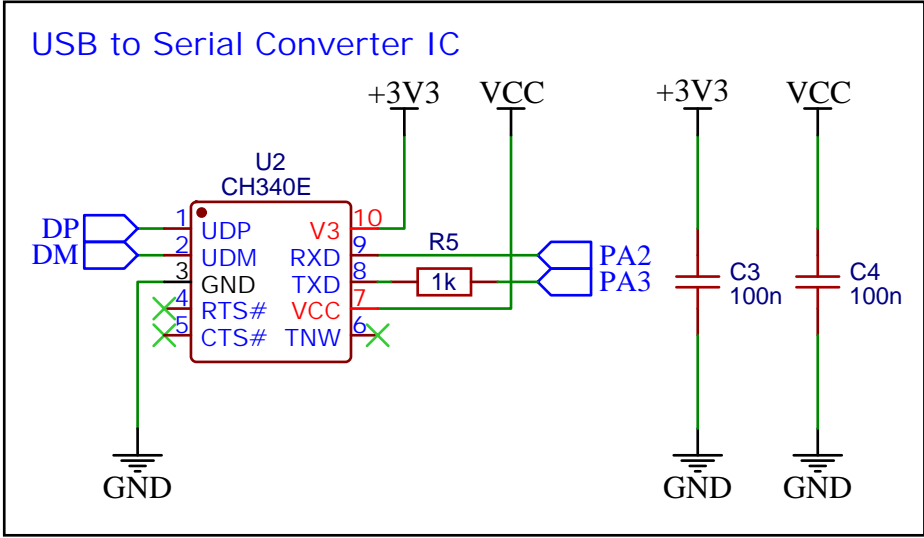 USB to Serial Converter IC
+3V3 VCC +3V3 VCC
U2
CH340E
DP 1 UDP V3 10
DM 2 UDM RXD 9 PA2
3 GND TXD 8 R5 1k PA3
4 RTS# VCC 7
5 CTS# TNW 6
C3
100n
C4
100n
GND GND GND